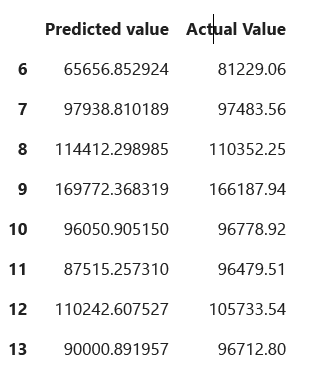 Predicted value Actual Value
6 65656.852924 81229.06
7 97938.810189 97483.56
8 114412.298985 110352.25
9 169772.368319 166187.94
10 96050.905150 96778.92
11 87515.257310 96479.51
12 110242.607527 105733.54
13 90000.891957 96712.80